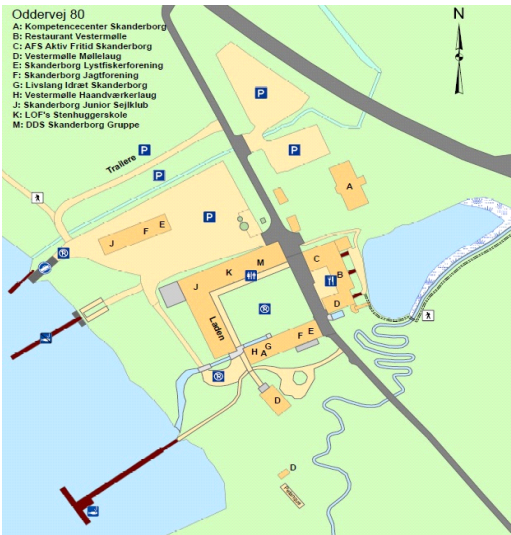 Oddervej 80
A: Kompetencecenter Skanderborg
B: Restaurant Vestermølle
C: AFS Aktiv Fritid Skanderborg
D: Vestermølle Møllelaug
E: Skanderborg Lystfiskerforening
F: Skanderborg Jagtforening
G: Livslang Idræt Skanderborg
H: Vestermølle Haandværkerlaug
J: Skanderborg Junior Sejlklub
K: LOF's Stenhuggerskole
M: DDS Skanderborg Gruppe
N
P
P
P
Trailere
P
A
P
E
F
J
M
C
K
B
J
D
Laden
E
F
G
H A
D
D